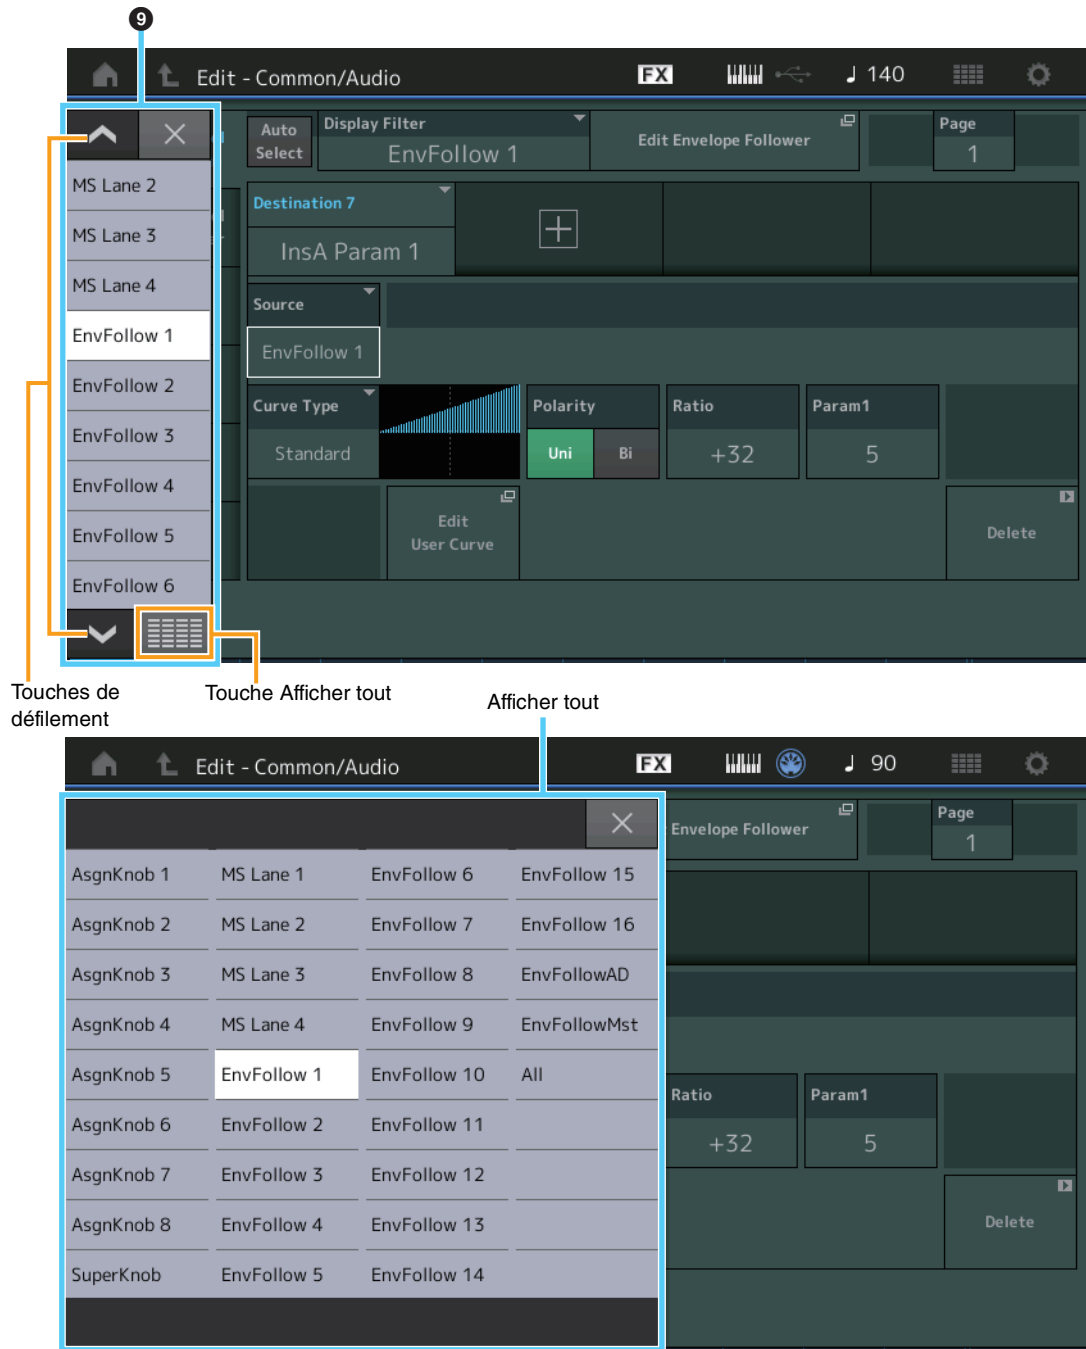 9
Edit - Common/Audio
FX
140
Auto
Select
Display Filter
EnvFollow 1
Edit Envelope Follower
Page
1
MS Lane 2
MS Lane 3
MS Lane 4
EnvFollow 1
EnvFollow 2
EnvFollow 3
EnvFollow 4
EnvFollow 5
EnvFollow 6
Destination 7
InsA Param 1
Source
EnvFollow 1
Curve Type
Standard
Polarity
Uni
Bi
Ratio
+32
Param1
5
Edit
User Curve
Delete
Touches de
défilement
Touche Afficher tout
Afficher tout
Edit - Common/Audio
FX
90
Envelope Follower
Page
1
AsgnKnob 1
MS Lane 1
EnvFollow 6
EnvFollow 15
AsgnKnob 2
MS Lane 2
EnvFollow 7
EnvFollow 16
AsgnKnob 3
MS Lane 3
EnvFollow 8
EnvFollowAD
AsgnKnob 4
MS Lane 4
EnvFollow 9
EnvFollowMst
AsgnKnob 5
EnvFollow 1
EnvFollow 10
All
AsgnKnob 6
EnvFollow 2
EnvFollow 11
AsgnKnob 7
EnvFollow 3
EnvFollow 12
AsgnKnob 8
EnvFollow 4
EnvFollow 13
SuperKnob
EnvFollow 5
EnvFollow 14
Ratio
+32
Param1
5
Delete